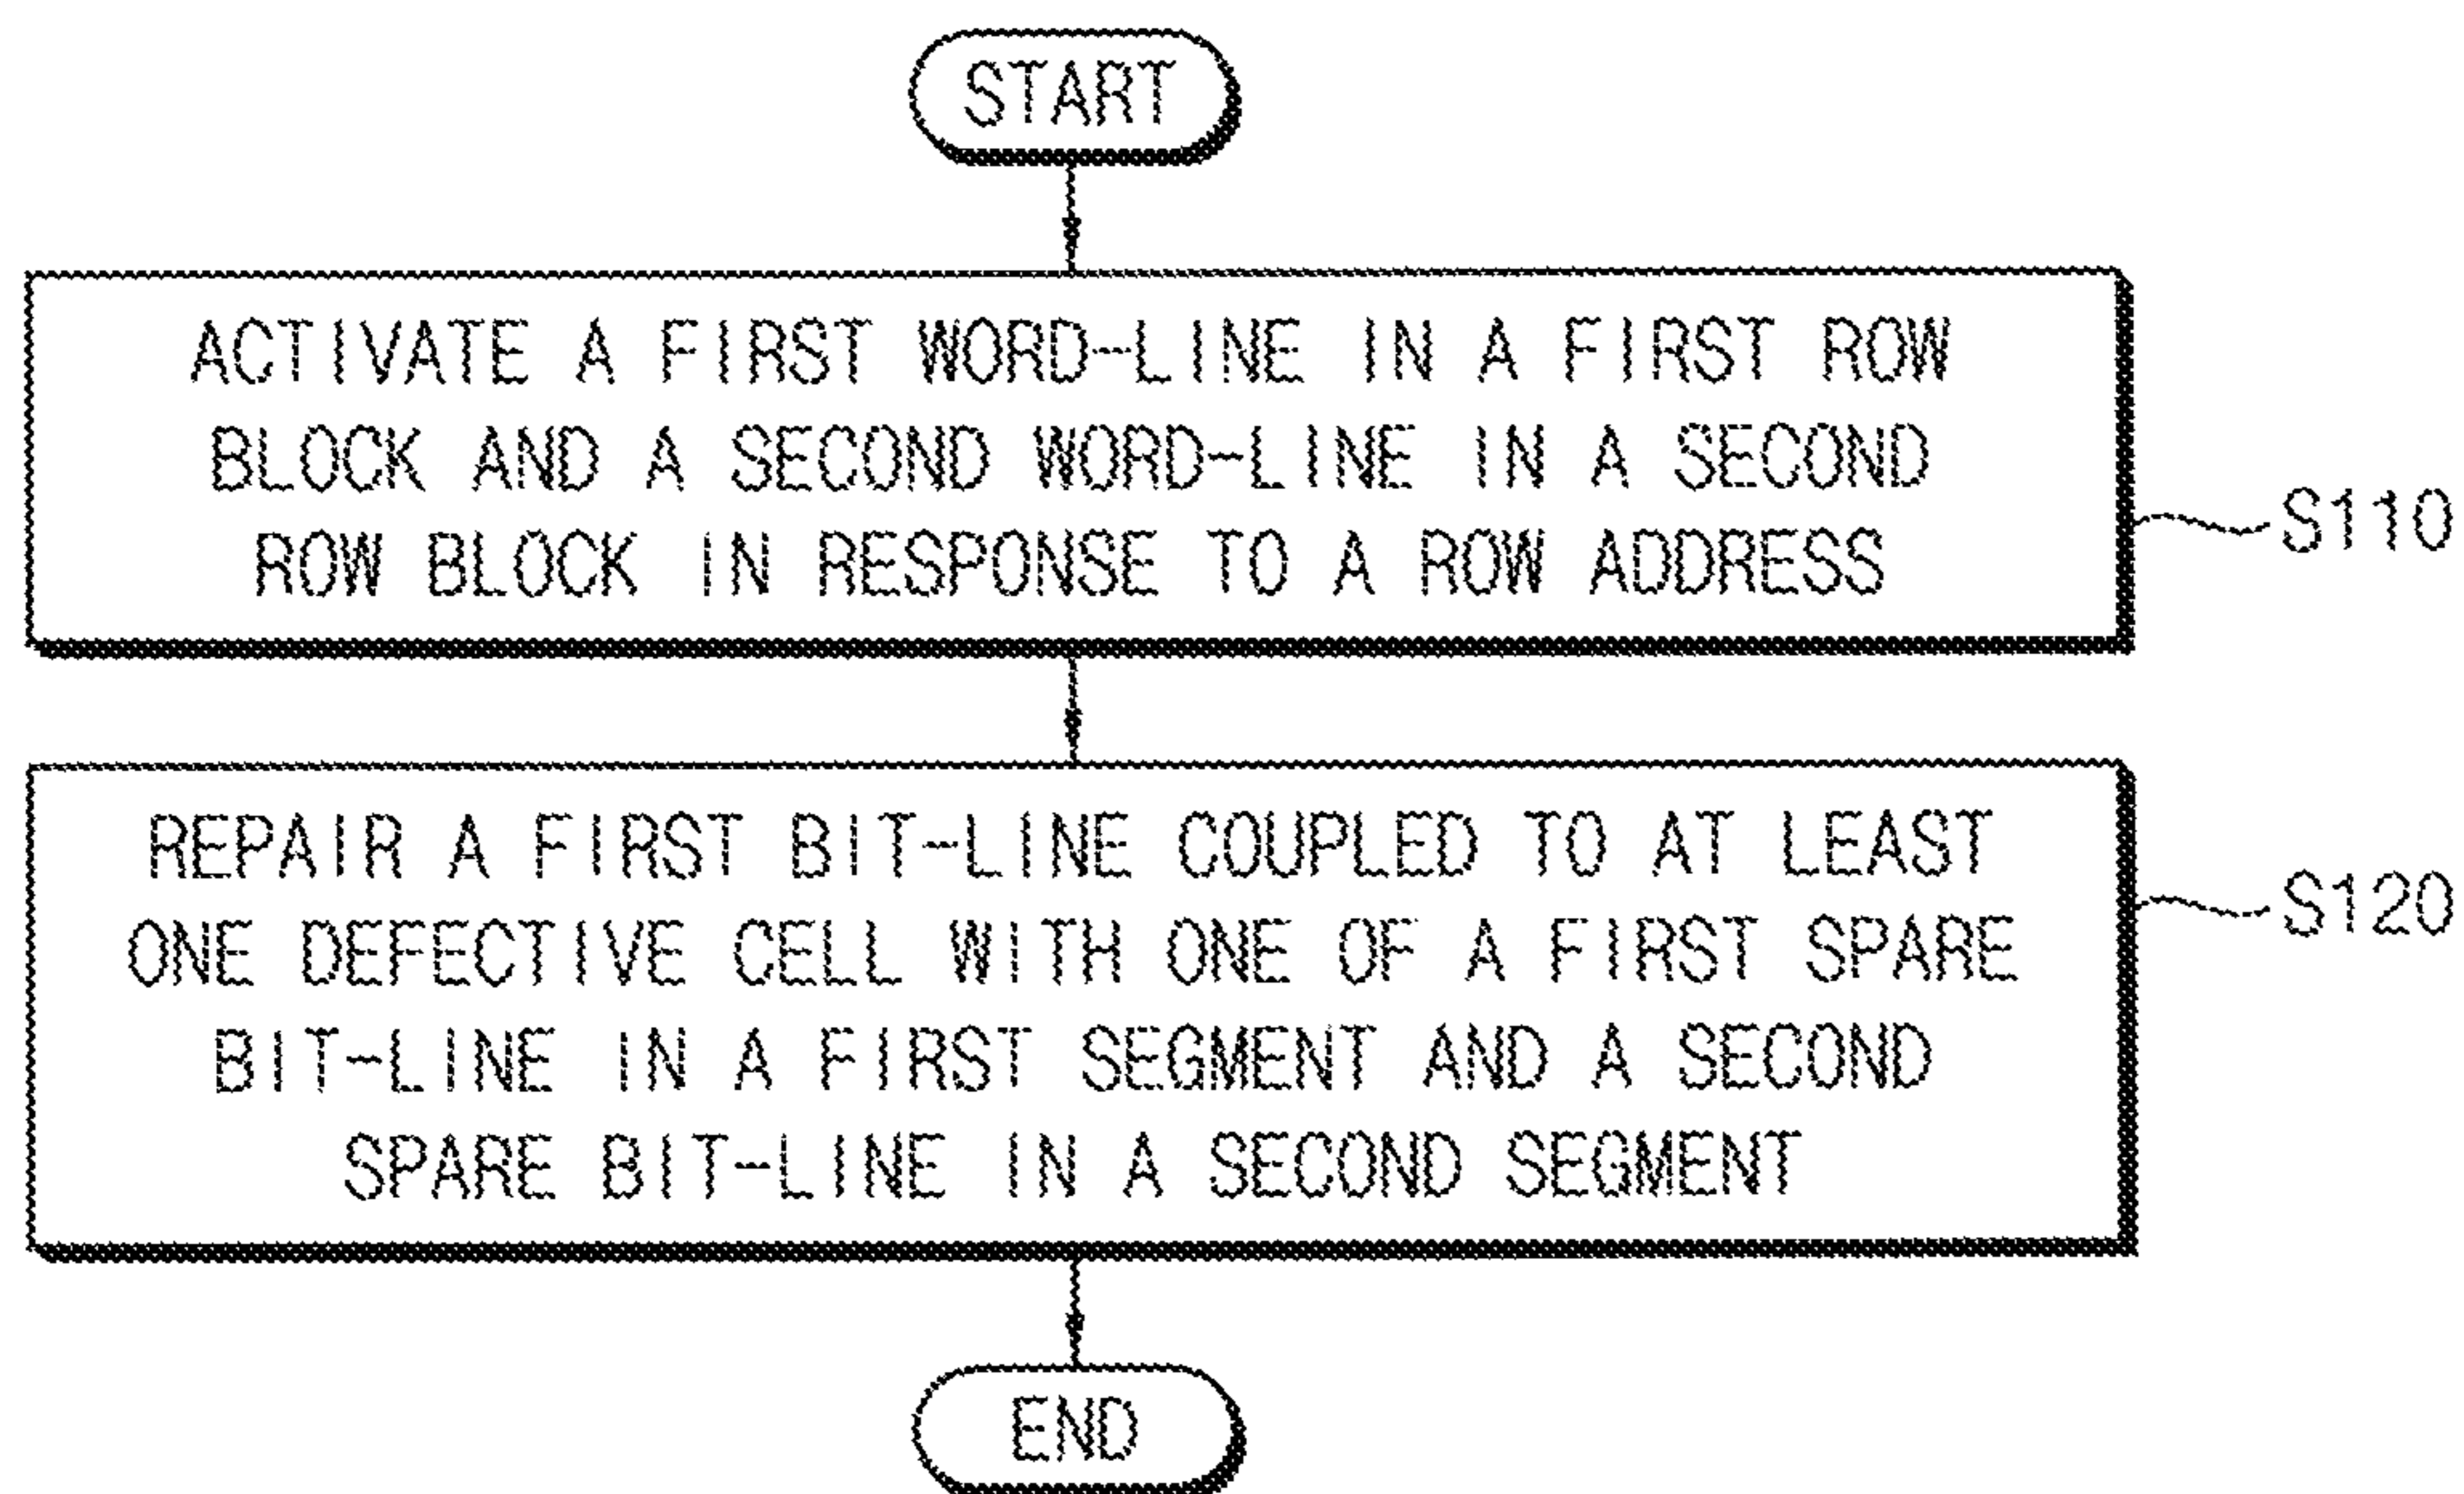 START
ACTIVATE A FIRST WORD-LINE IN A FIRST ROW
BLOCK AND A SECOND WORD-LINE IN A SECOND
ROW BLOCK IN RESPONSE TO A ROW ADDRESS
S110
REPAIR A FIRST BIT-LINE COUPLED TO AT LEAST
ONE DEFECTIVE CELL WITH ONE OF A FIRST SPARE
BIT-LINE IN A FIRST SEGMENT AND A SECOND
SPARE BIT-LINE IN A SECOND SEGMENT
S120
END